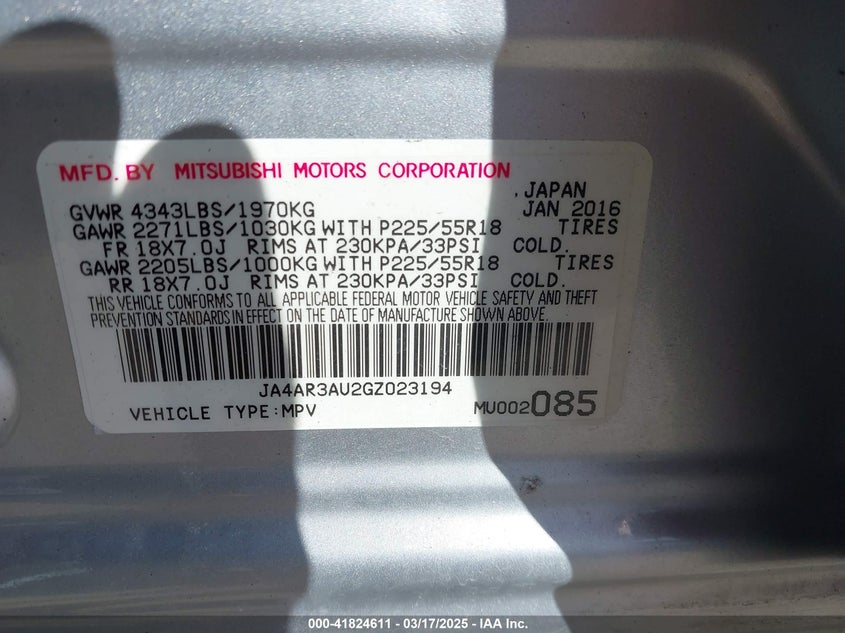 MFD. BY MITSUBISHI MOTORS CORPORATION
, JAPAN
GVWR 4343LBS/1970KG JAN 2016
GAWR 2271LBS/1030KG WITH P225/55R18 TIRES
FR 18X7.0J RIMS AT 230KPA/33PSI COLD.
GAWR 2205LBS/1000KG WITH P225/55R18 TIRES
RR 18X7.0J RIMS AT 230KPA/33PSI COLD.
THIS VEHICLE CONFORMS TO ALL APPLICABLE FEDERAL MOTOR VEHICLE SAFETY AND THEFT
PREVENTION STANDARDS IN EFFECT ON THE DATE OF MANUFACTURE SHOWN ABOVE.
JA4AR3AU2GZ023194
VEHICLE TYPE:MPV MU002085
000-41824611 — 03/17/2025 — IAA Inc.